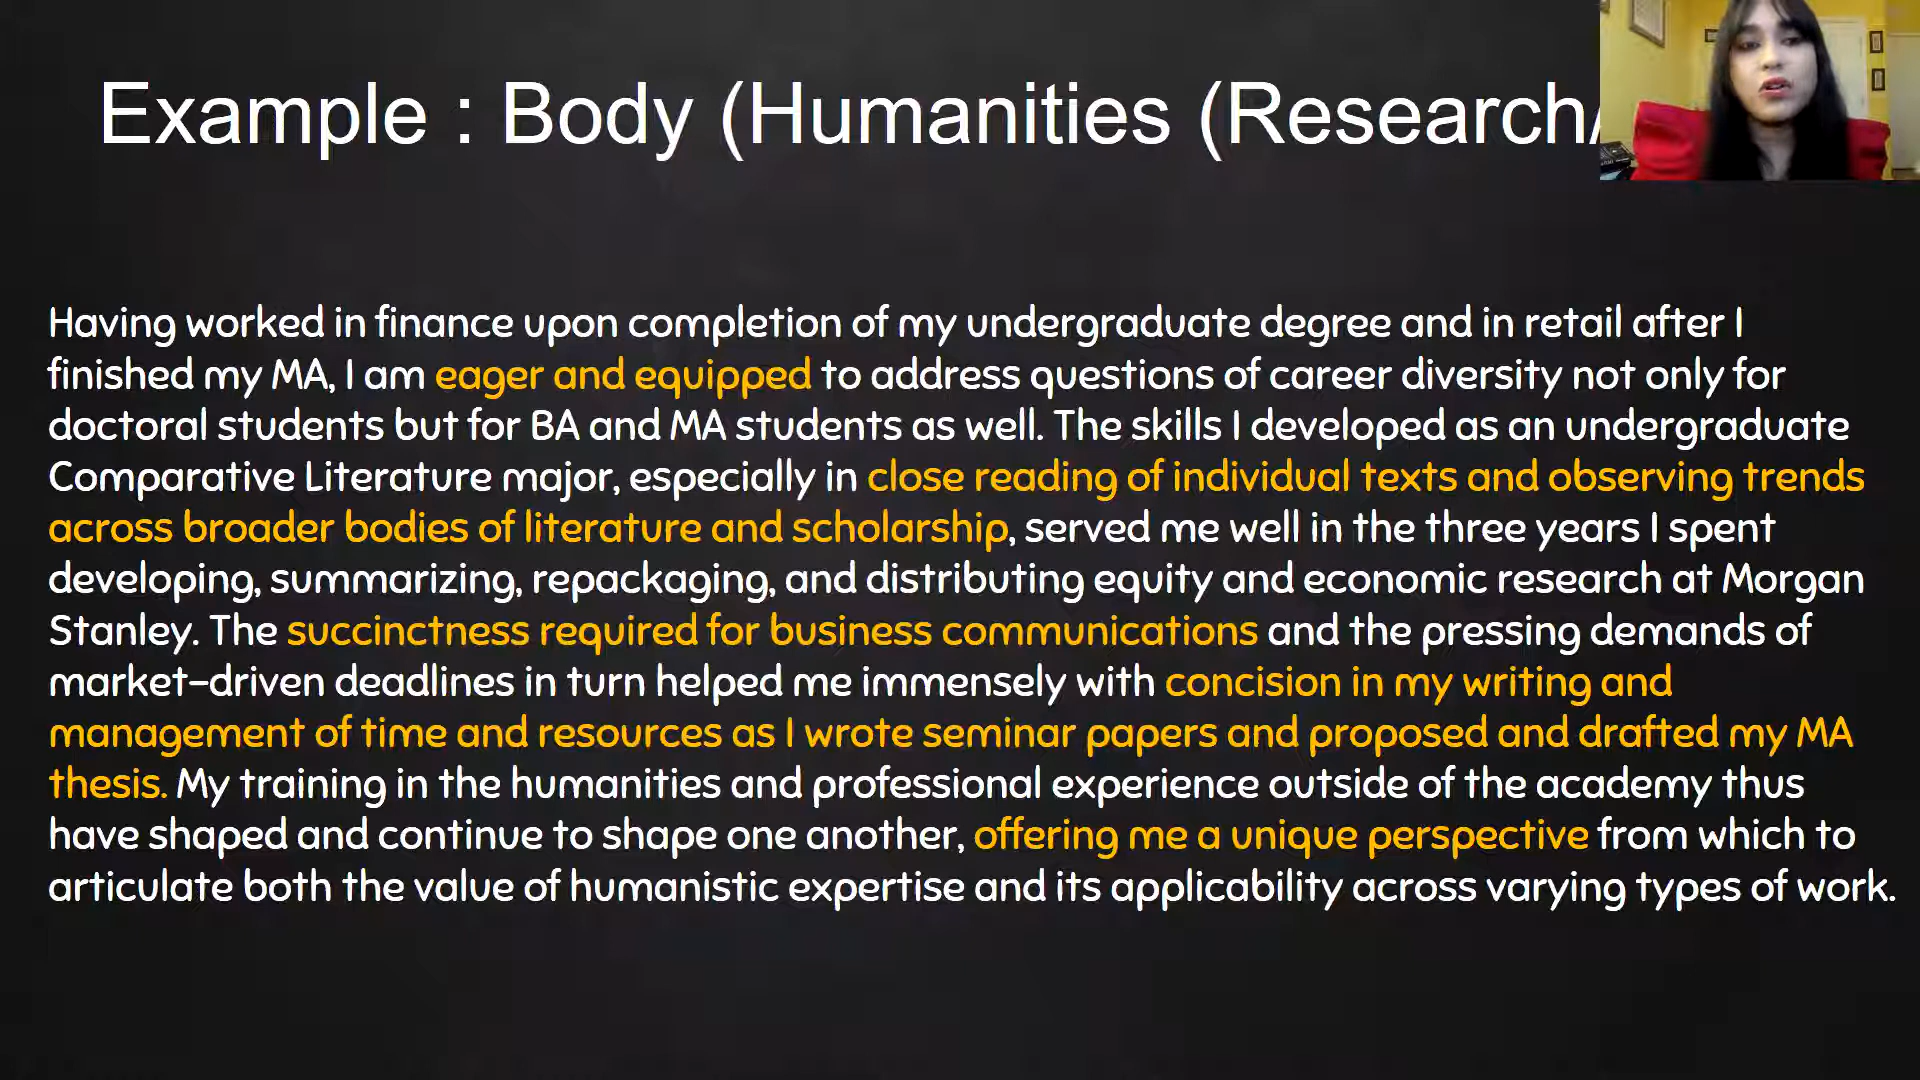 Example : Body (Humanities (Research/
Having worked in finance upon completion of my undergraduate degree and in retail after I
finished my MA, I am eager and equipped to address questions of career diversity not only for
doctoral students but for BA and MA students as well. The skills I developed as an undergraduate
Comparative Literature major, especially in close reading of individual texts and observing trends
across broader bodies of literature and scholarship, served me well in the three years I spent
developing, summarizing, repackaging, and distributing equity and economic research at Morgan
Stanley. The succinctness required for business communications and the pressing demands of
market-driven deadlines in turn helped me immensely with concision in my writing and
management of time and resources as I wrote seminar papers and proposed and drafted my MA
thesis. My training in the humanities and professional experience outside of the academy thus
have shaped and continue to shape one another, offering me a unique perspective from which to
articulate both the value of humanistic expertise and its applicability across varying types of work.